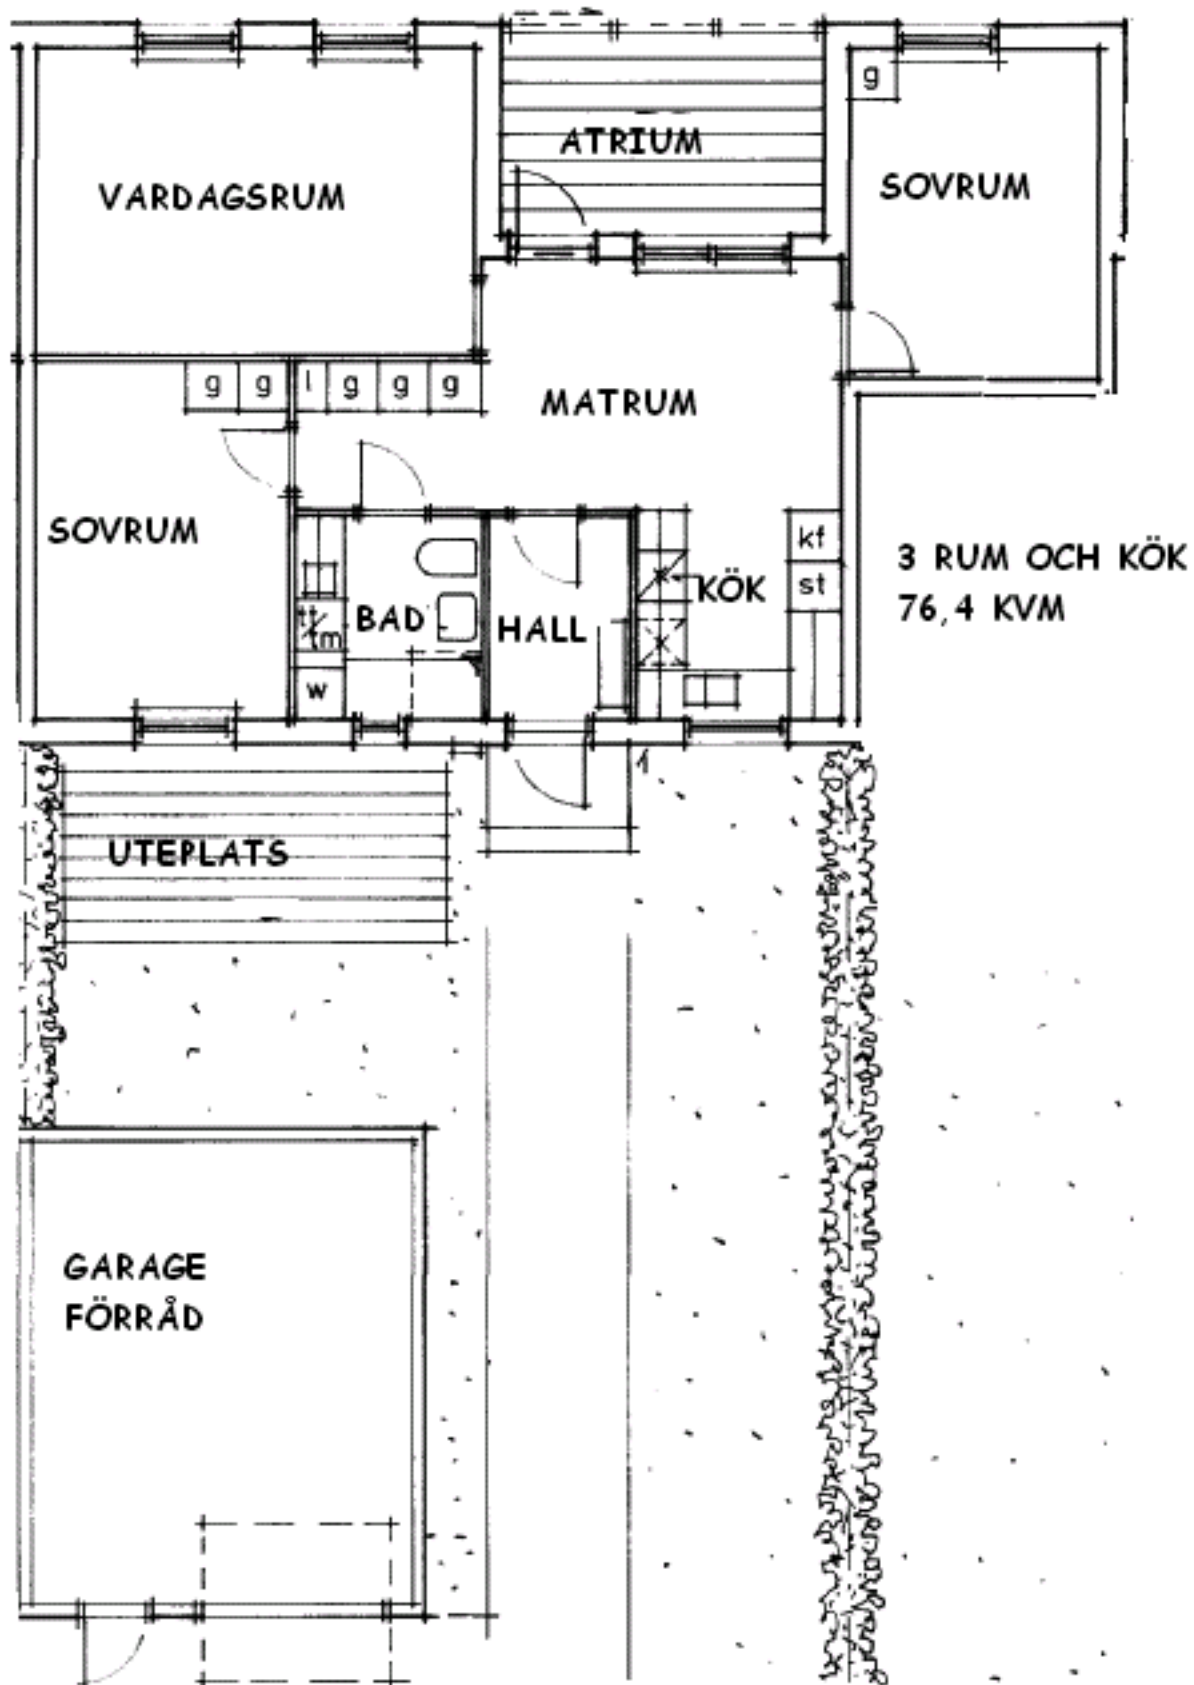 g
ATRIUM
VARDAGSRUM
SOVRUM
g g l g g g
MATRUM
SOVRUM
kf
st
KÖK
3 RUM OCH KÖK
76,4 KVM
BAD
HALL
tt/tm
w
1
UTEPLATS
GARAGE
FÖRRÅD